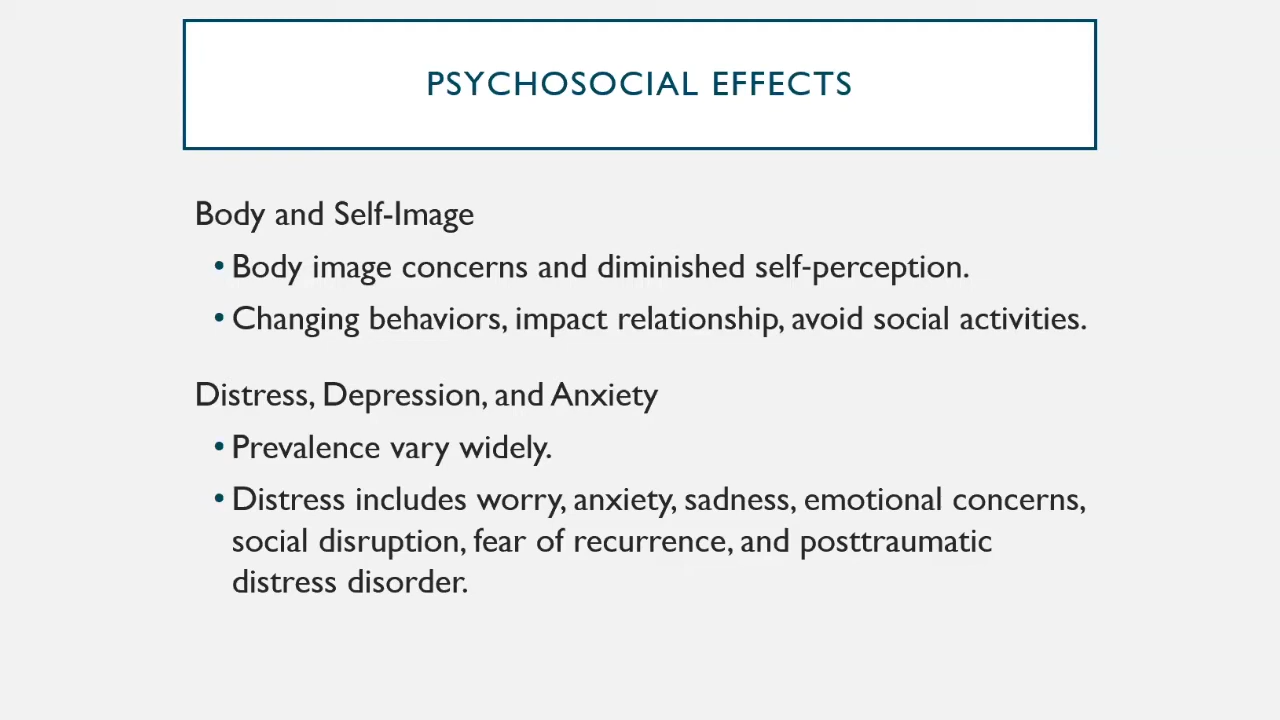 PSYCHOSOCIAL EFFECTS
Body and Self-Image
• Body image concerns and diminished self-perception.
• Changing behaviors, impact relationship, avoid social activities.
Distress, Depression, and Anxiety
• Prevalence vary widely.
• Distress includes worry, anxiety, sadness, emotional concerns,
social disruption, fear of recurrence, and posttraumatic
distress disorder.